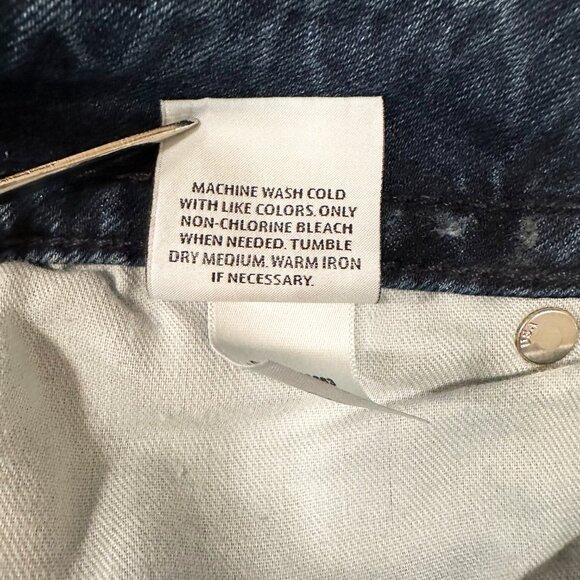 MACHINE WASH COLD
WITH LIKE COLORS. ONLY
NON-CHLORINE BLEACH
WHEN NEEDED. TUMBLE
DRY MEDIUM. WARM IRON
IF NECESSARY.